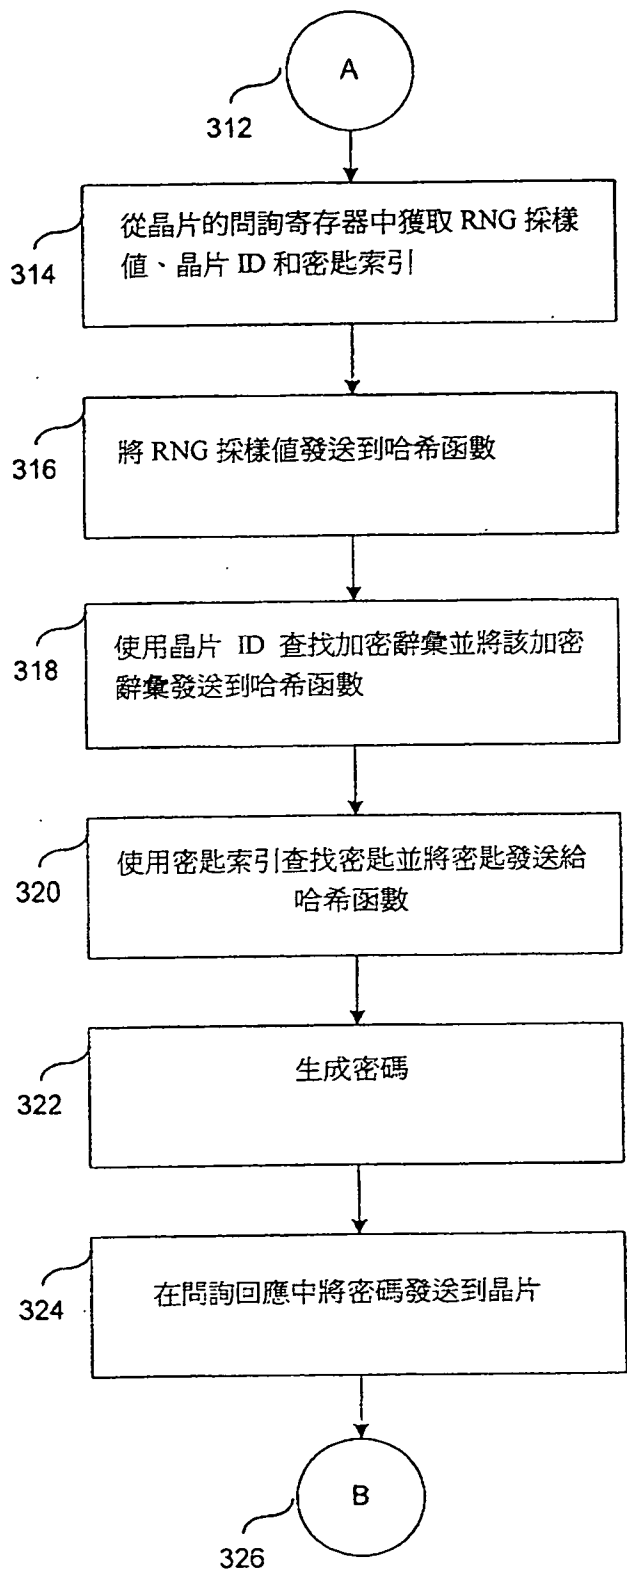 A
312
從晶片的問詢寄存器中獲取 RNG 採樣
值、晶片 ID 和密匙索引
314
將 RNG 採樣值發送到哈希函數
316
使用晶片 ID 查找加密辭彙並將該加密
辭彙發送到哈希函數
318
使用密匙索引查找密匙並將密匙發送給
哈希函數
320
生成密碼
322
在問詢回應中將密碼發送到晶片
324
B
326